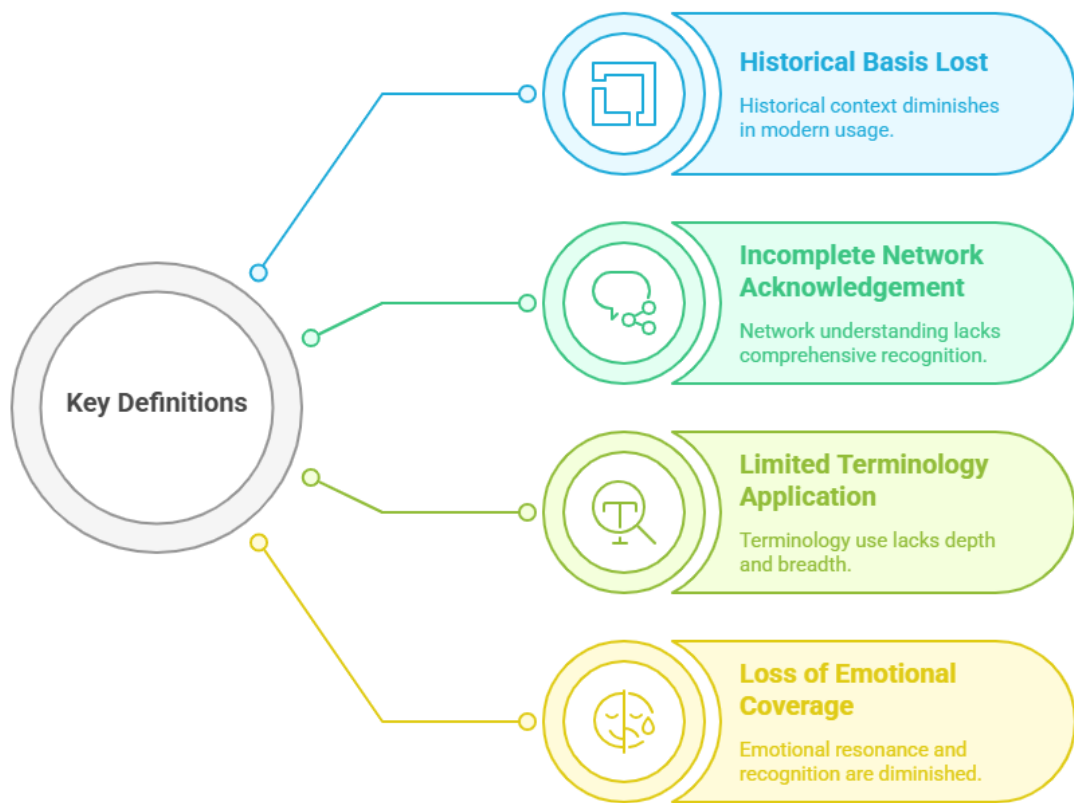 Key Definitions
Historical Basis Lost
Historical context diminishes
in modern usage.
Incomplete Network
Acknowledgement
Network understanding lacks
comprehensive recognition.
Limited Terminology
Application
Terminology use lacks depth
and breadth.
Loss of Emotional
Coverage
Emotional resonance and
recognition are diminished.